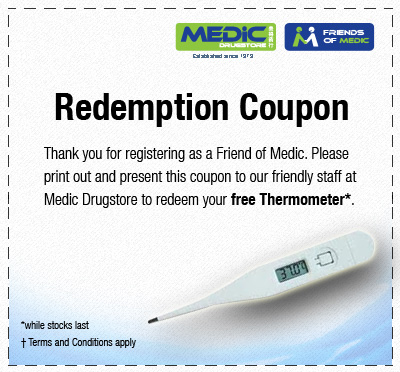 MEDiC
DRUGSTORE
Established since 1979
FRIENDS
OF MEDIC
Redemption Coupon
Thank you for registering as a Friend of Medic. Please
print out and present this coupon to our friendly staff at
Medic Drugstore to redeem your free Thermometer*.
37.0
*while stocks last
† Terms and Conditions apply